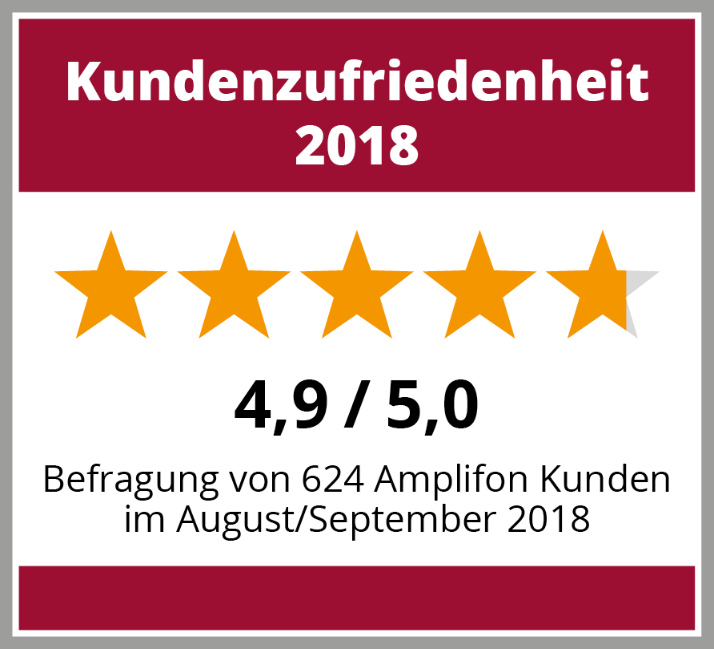 Kundenzufriedenheit
2018
4,9 / 5,0
Befragung von 624 Amplifon Kunden
im August/September 2018